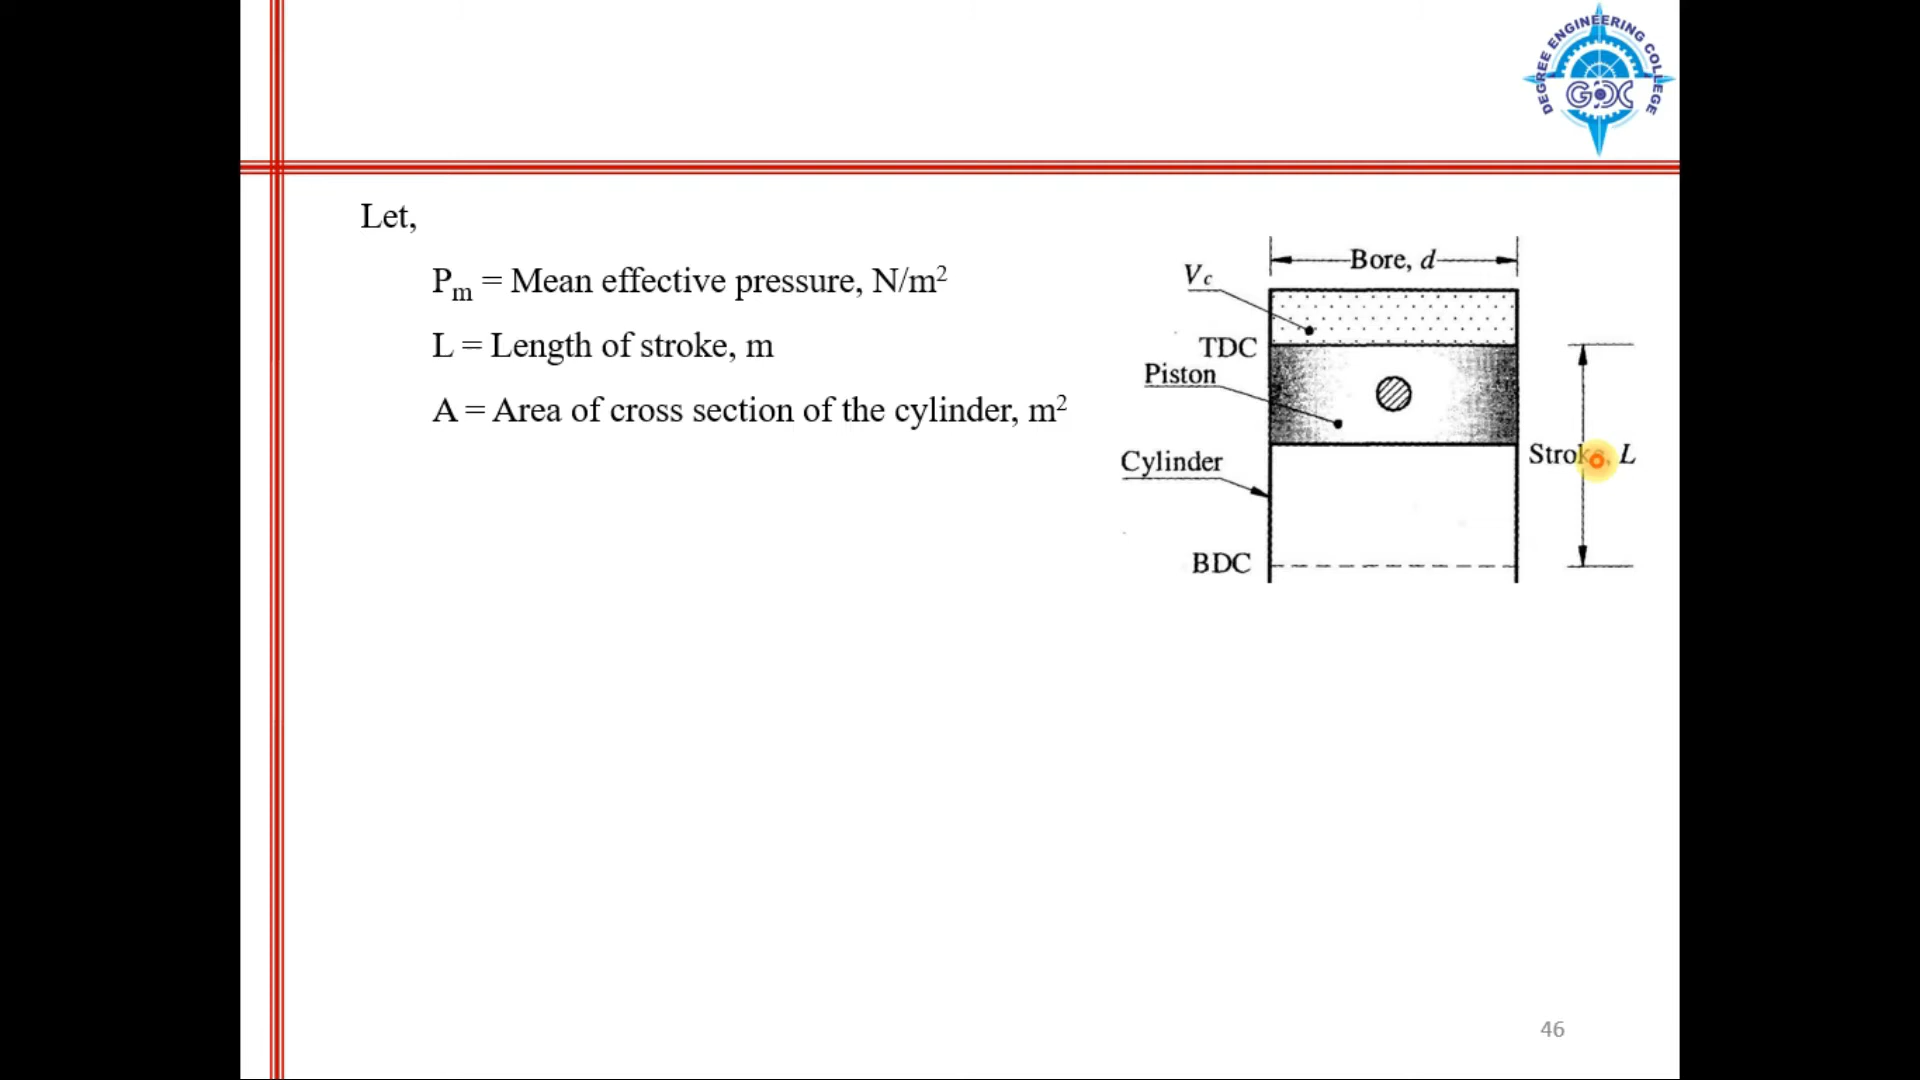 DEGREE ENGINEERING COLLEGE
GEC
Let,
Pm = Mean effective pressure, N/m²
L = Length of stroke, m
A = Area of cross section of the cylinder, m²
Bore, d
Vc
TDC
Piston
Cylinder
Stroke, L
BDC
46